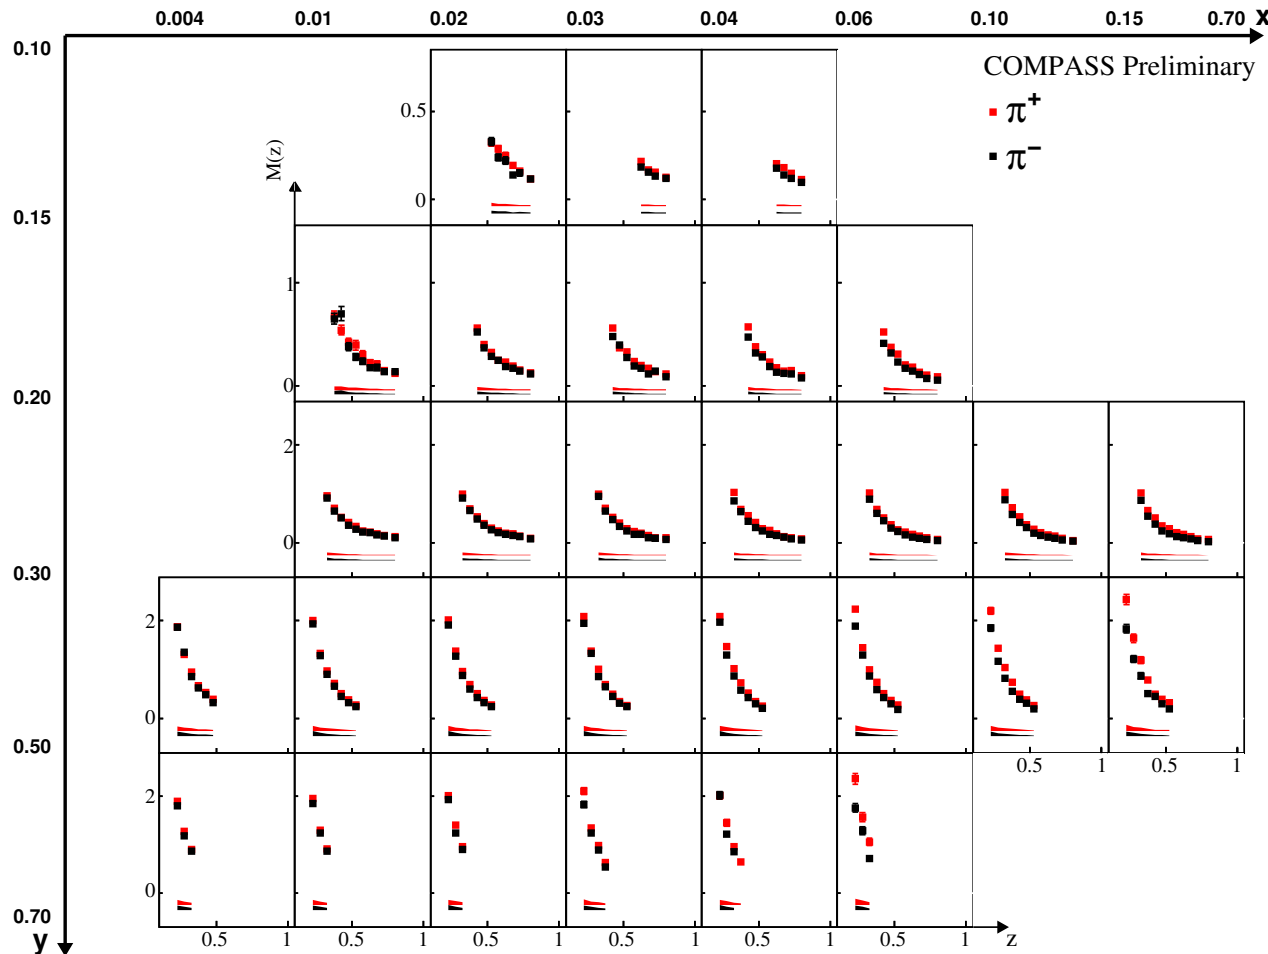 0.004 0.01 0.02 0.03 0.04 0.06 0.10 0.15 0.70 x
0.10
COMPASS Preliminary
π+
π−
0.5
M(z)
0
0.15
1
0
0.20
2
0
0.30
2
0
0.50
0.5 1 0.5 1
2
0
0.70
y
0.5 1 0.5 1 0.5 1 0.5 1 0.5 1 0.5 1 z